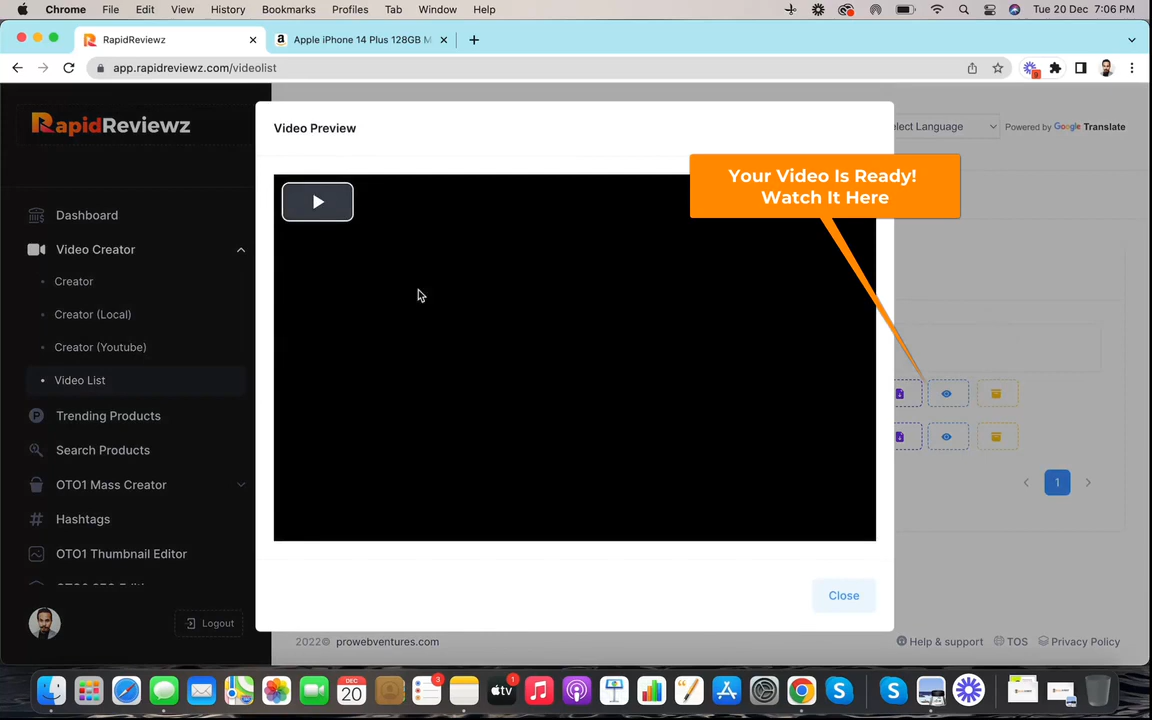 Chrome File Edit View History Bookmarks Profiles Tab Window Help Tue 20 Dec 7:06 PM
RapidReviewz
Apple iPhone 14 Plus 128GB M
app.rapidreviewz.com/videolist
9
RapidReviewz
Dashboard
Video Creator
Creator
Creator (Local)
Creator (Youtube)
Video List
Trending Products
Search Products
OTO1 Mass Creator
Hashtags
OTO1 Thumbnail Editor
Logout
Video Preview
elect Language
Powered by Google Translate
Your Video Is Ready!
Watch It Here
1
Close
2022© prowebventures.com
Help & support TOS Privacy Policy
DEC
20
3
tv
1